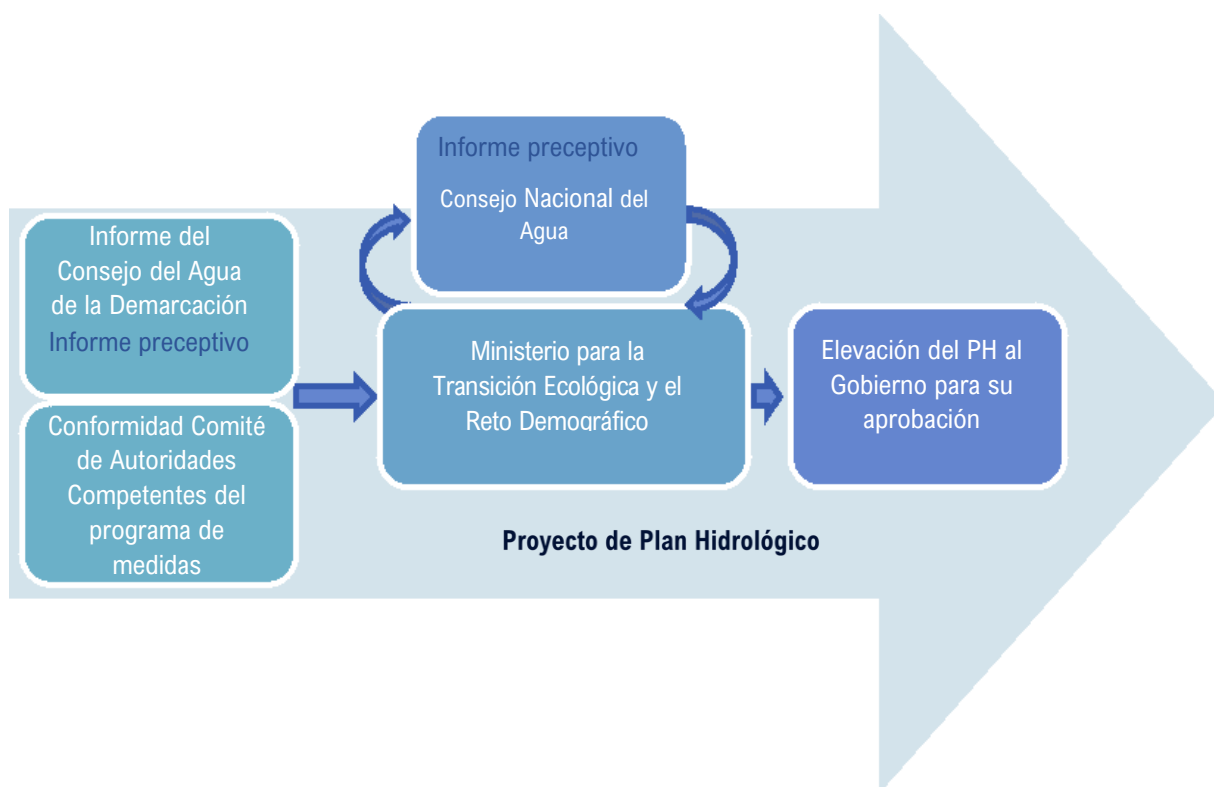 Informe del
Consejo del Agua
de la Demarcación
Informe preceptivo
Conformidad Comité
de Autoridades
Competentes del
programa de
medidas
Informe preceptivo
Consejo Nacional del
Agua
Ministerio para la
Transición Ecológica y el
Reto Demográfico
Elevación del PH al
Gobierno para su
aprobación
Proyecto de Plan Hidrológico